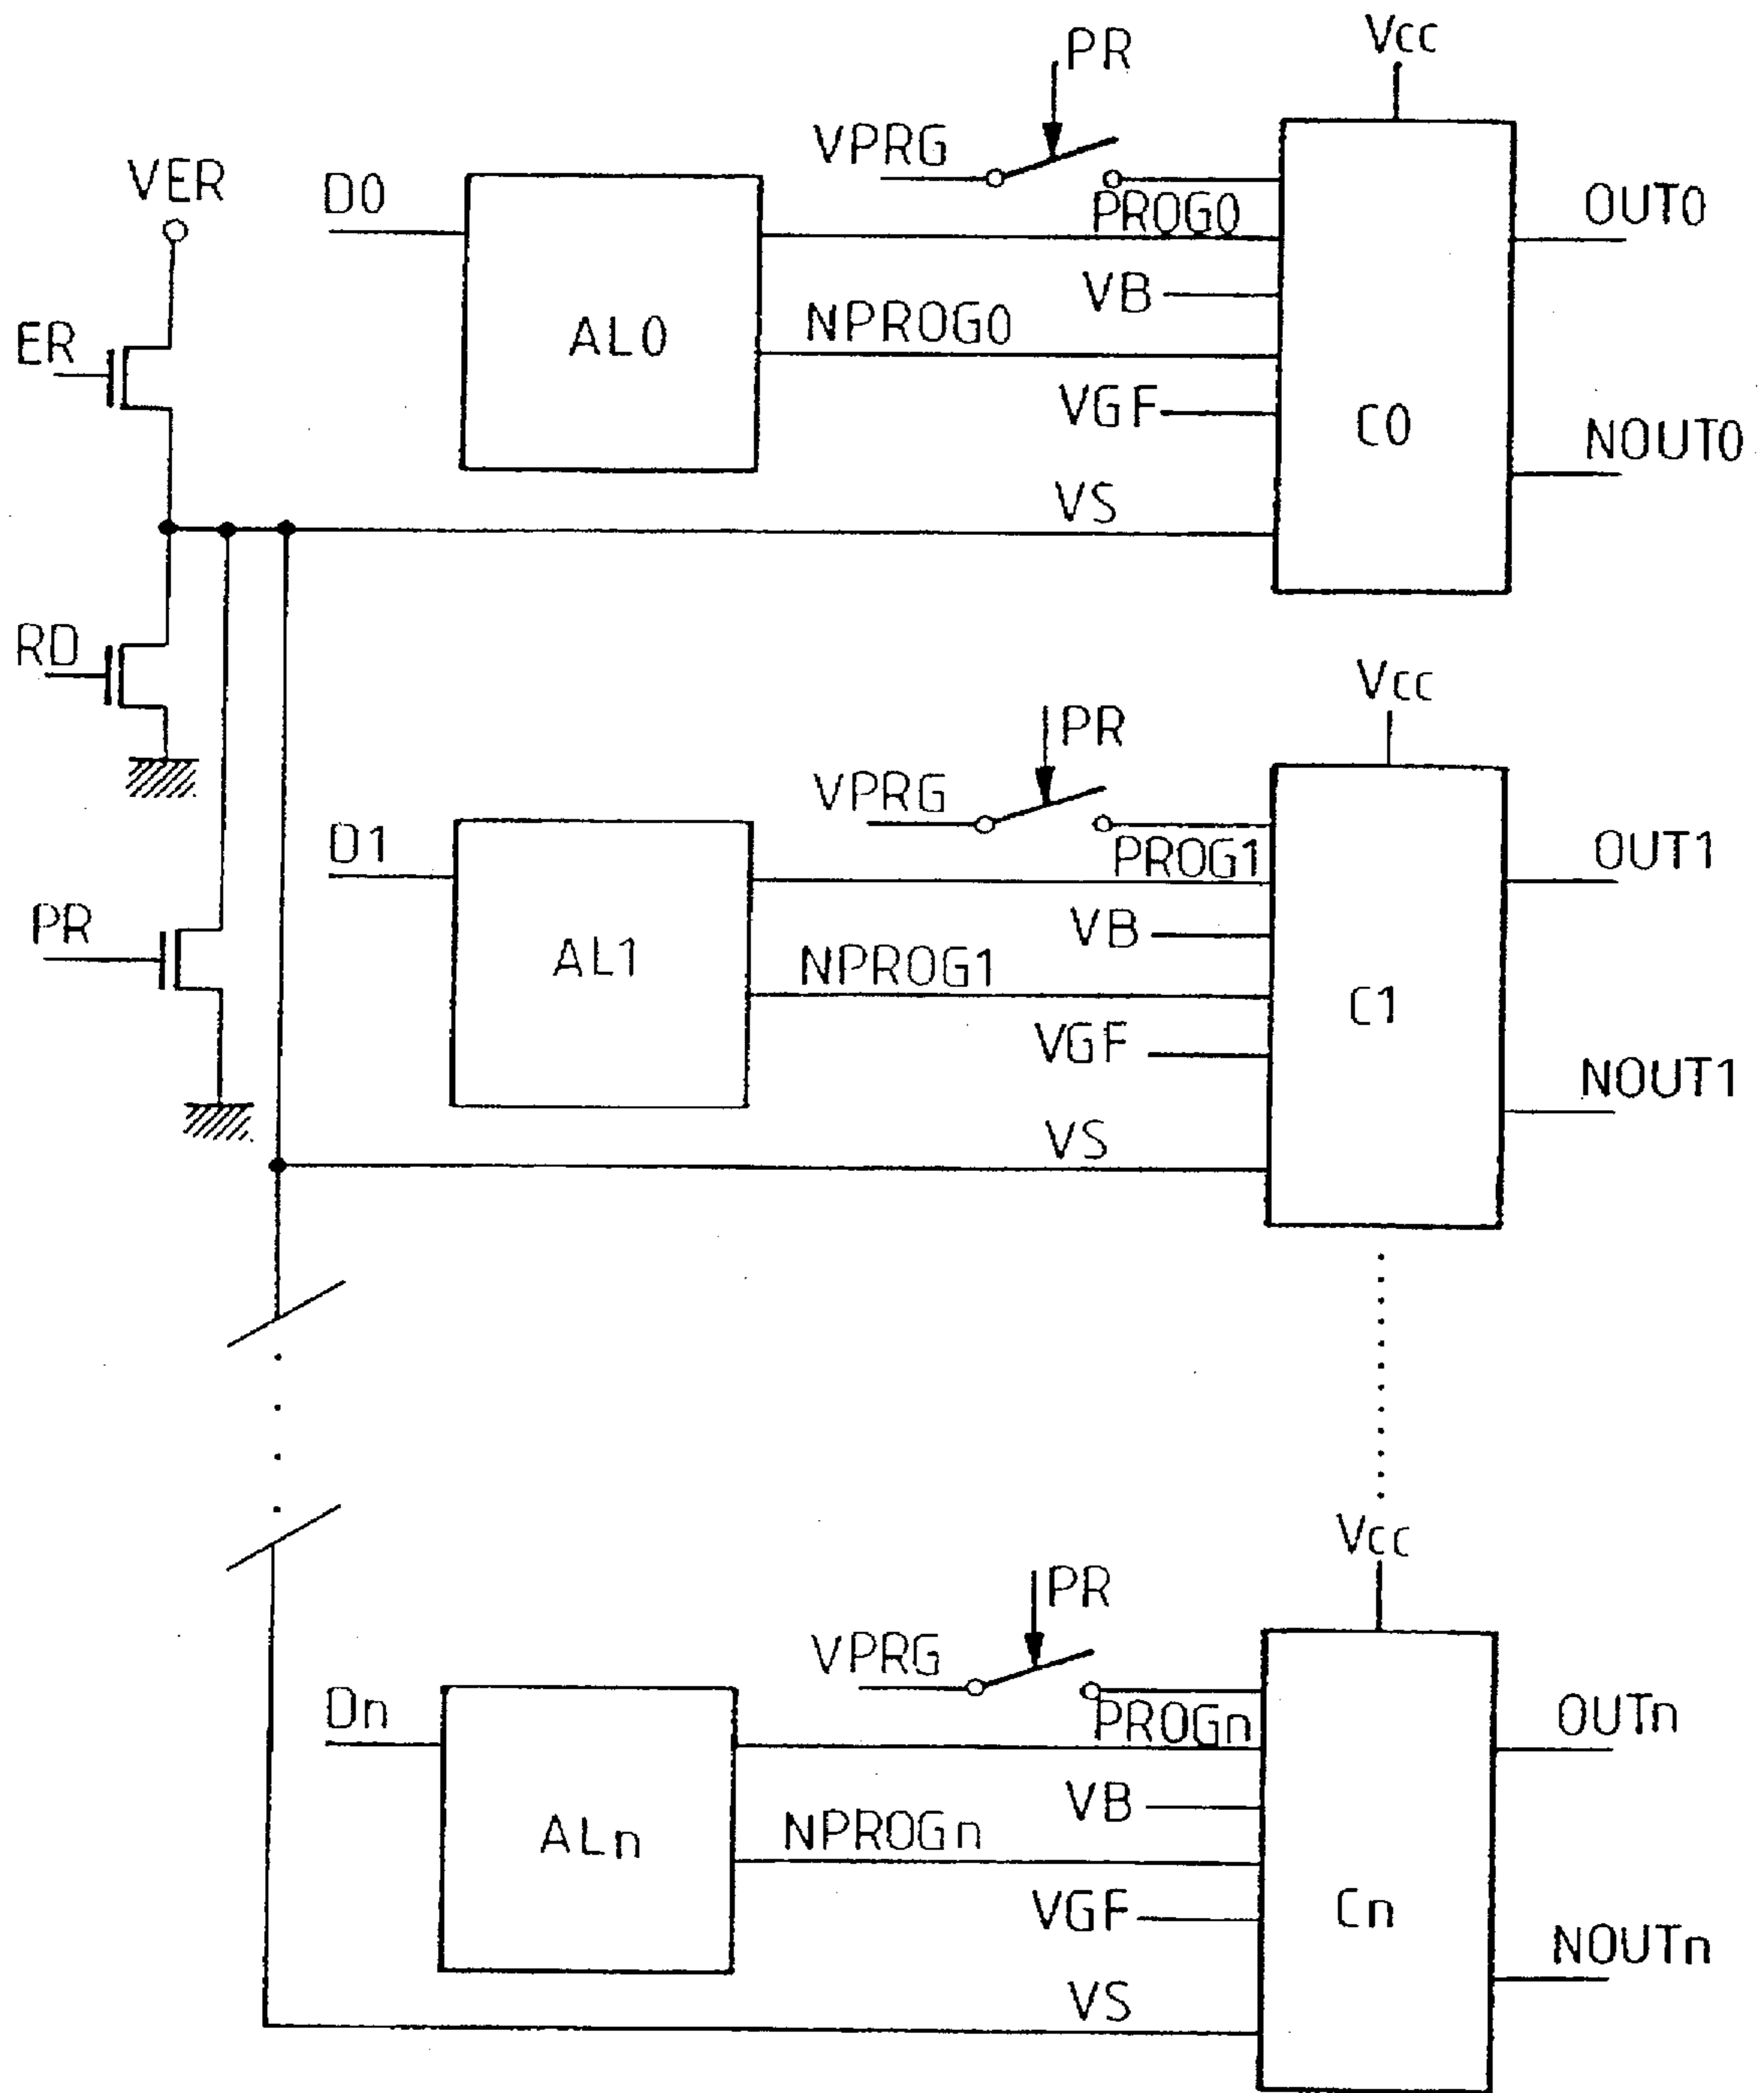 Vcc
PR
VPRG
VER
D0
PROG0
OUT0
VB
AL0
NPROG0
ER
VGF
C0
NOUT0
VS
RD
Vcc
PR
VPRG
D1
PROG1
OUT1
PR
VB
AL1
NPROG1
C1
VGF
NOUT1
VS
Vcc
PR
VPRG
Dn
PROGn
OUTn
VB
ALn
NPROGn
VGF
Cn
NOUTn
VS